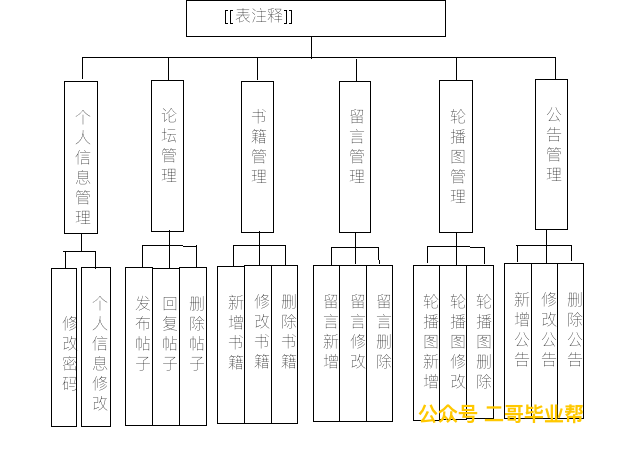 [[表注释]]
个人信息管理
论坛管理
书籍管理
留言管理
轮播图管理
公告管理
修改密码
个人信息修改
发布帖子
回复帖子
删除帖子
新增书籍
修改书籍
删除书籍
留言新增
留言修改
留言删除
轮播图新增
轮播图修改
轮播图删除
新增公告
修改公告
删除公告
公众号 二哥毕业帮